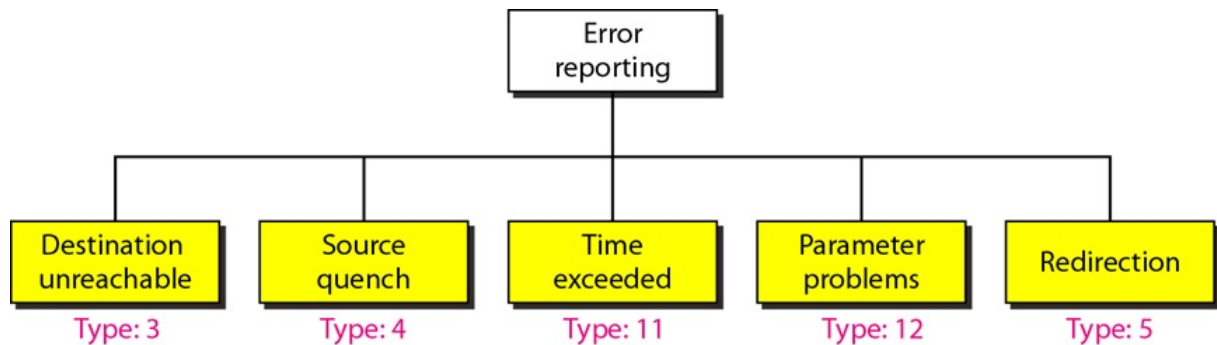 Error
reporting
Destination
unreachable
Source
quench
Time
exceeded
Parameter
problems
Redirection
Type: 3
Type: 4
Type: 11
Type: 12
Type: 5